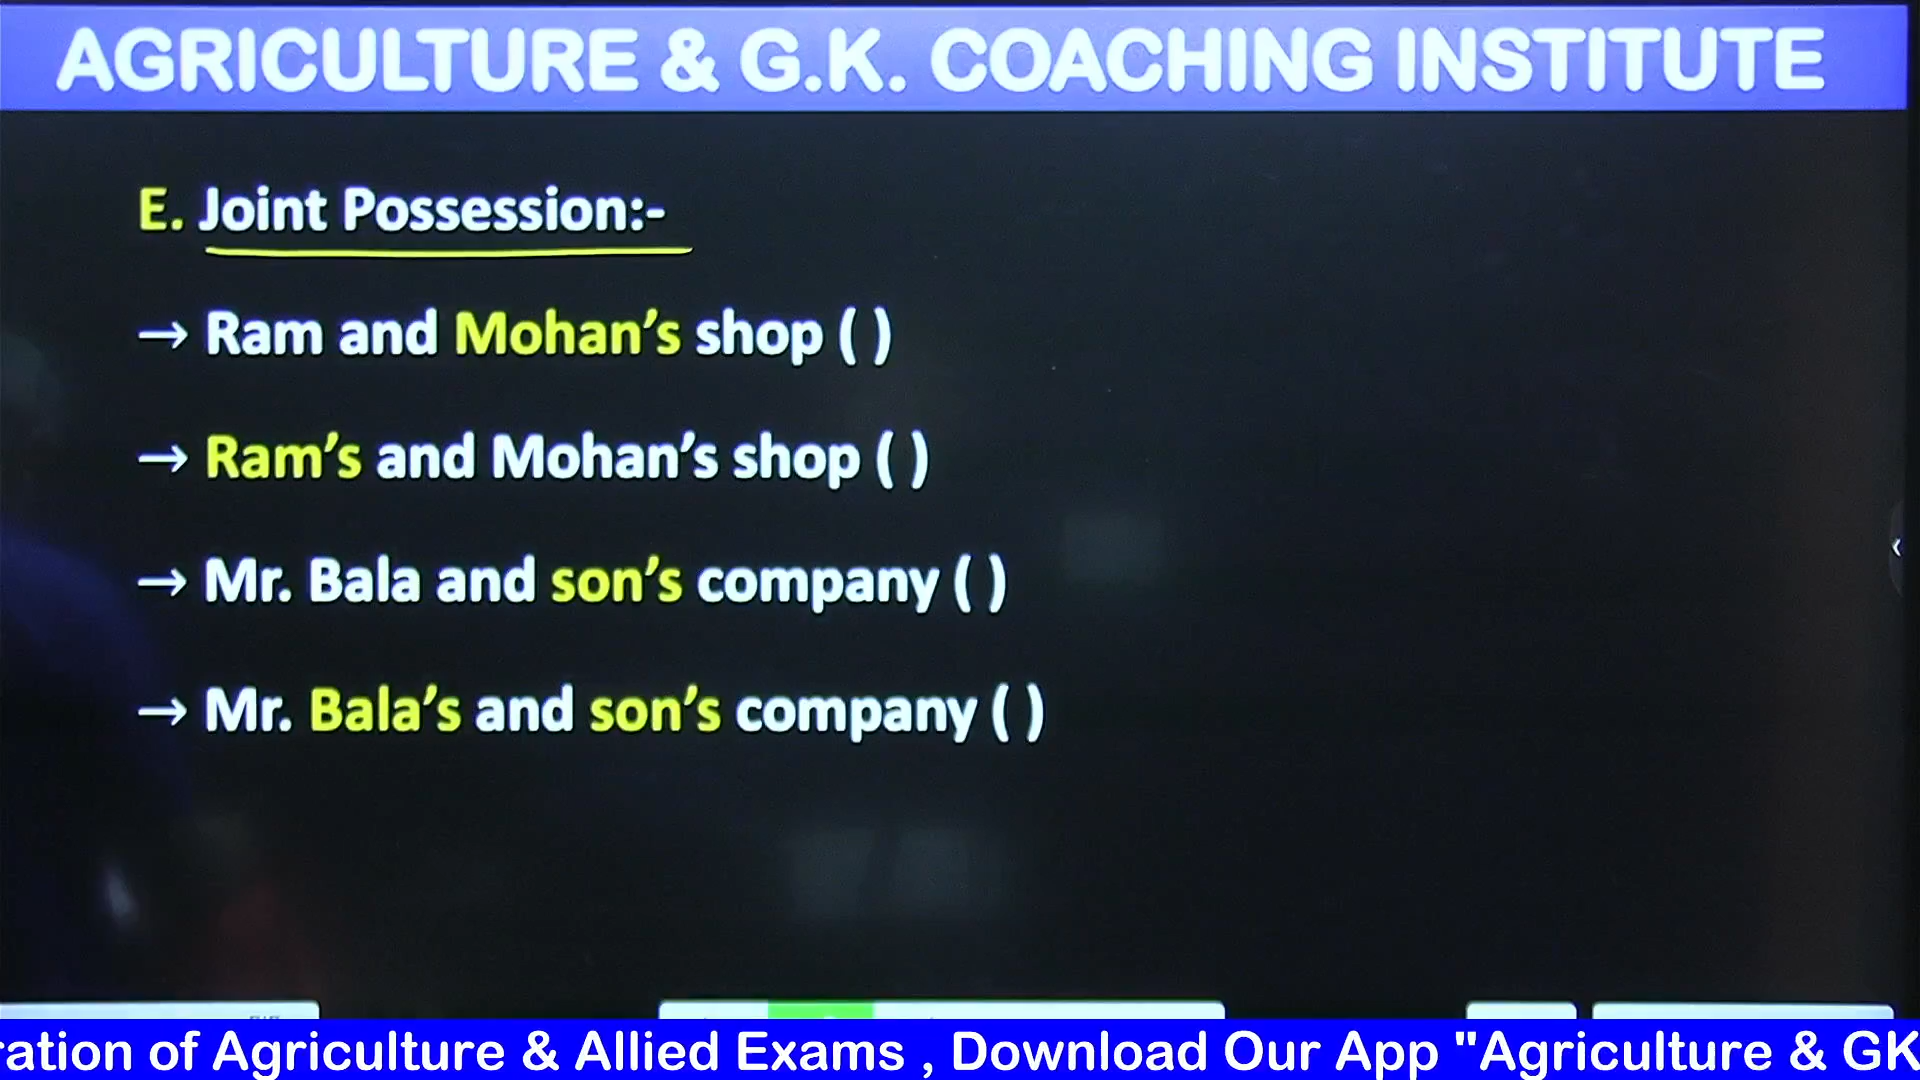 AGRICULTURE & G.K. COACHING INSTITUTE
E. Joint Possession:-
→ Ram and Mohan’s shop ( )
→ Ram’s and Mohan’s shop ( )
→ Mr. Bala and son’s company ( )
→ Mr. Bala’s and son’s company ( )
ration of Agriculture & Allied Exams , Download Our App "Agriculture & GK